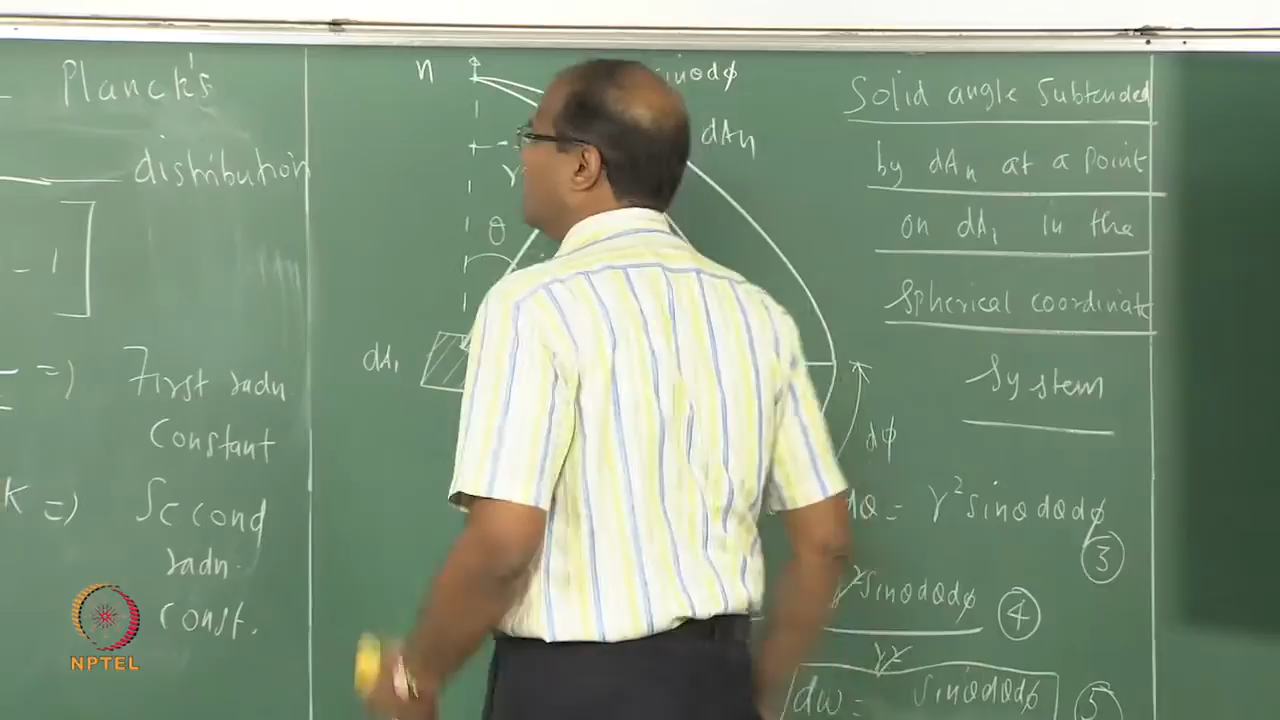 Planck's
distribution
- 1
=)
First radn
Constant
K =)
Second
radn.
const.
n
sinθdϕ
dAn
r
θ
dA1
dϕ
Solid angle Subtended
by dAn at a point
on dA1 in the
Spherical coordinate
System
dθ = r² sinθ dθ dϕ
3
r² sinθ dθ dϕ
4
r²
dω = sinθ dθ dϕ
5
NPTEL